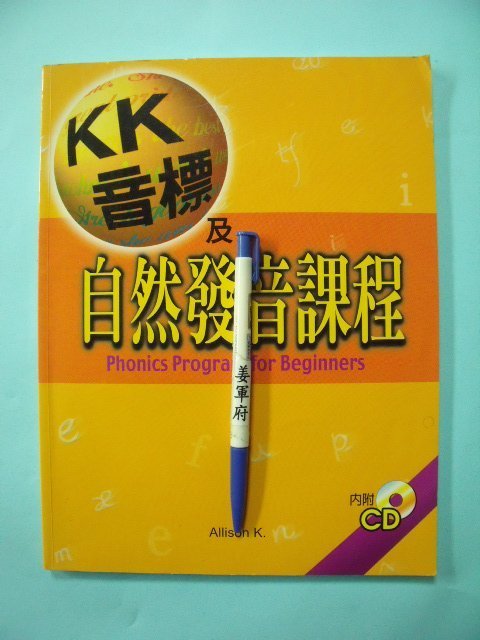 KK
音標
及
自然發音課程
Phonics Program for Beginners
姜軍府
內附
CD
Allison K.